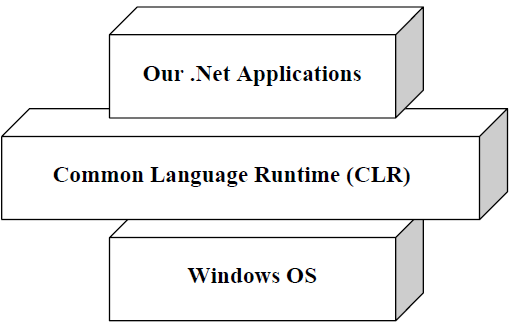 Our .Net Applications
Common Language Runtime (CLR)
Windows OS